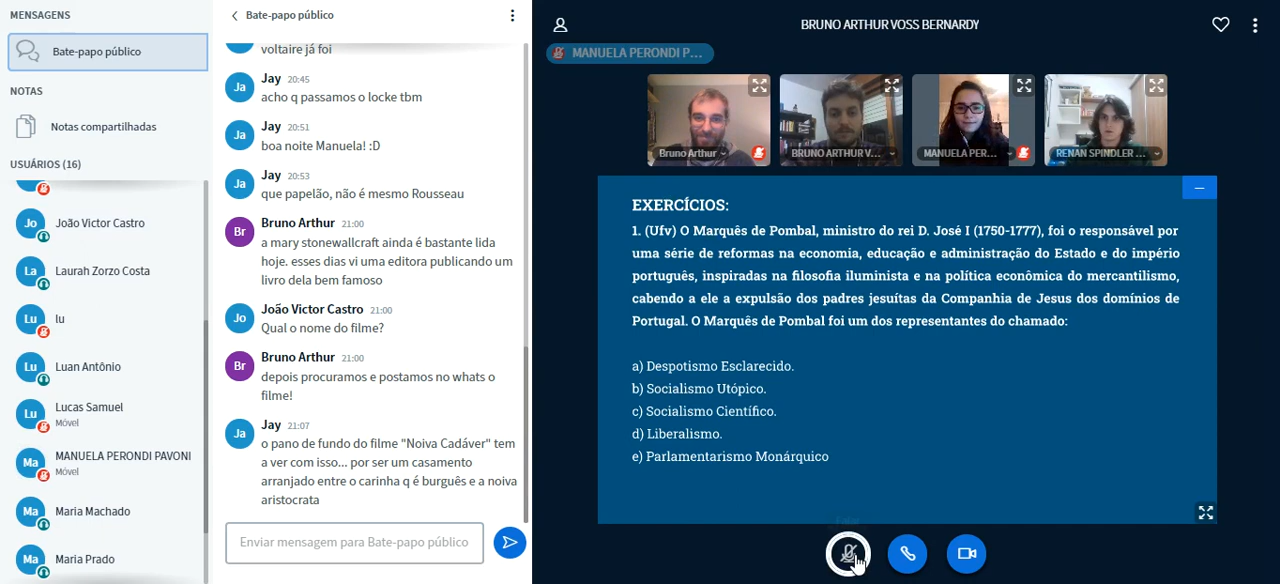 MENSAGENS
Bate-papo público
NOTAS
Notas compartilhadas
USUÁRIOS (16)
Jo
João Victor Castro
La
Laurah Zorzo Costa
Lu
lu
Lu
Luan Antônio
Lu
Lucas Samuel
Móvel
Ma
MANUELA PERONDI PAVONI
Móvel
Ma
Maria Machado
Ma
Maria Prado
Bate-papo público
voltaire já foi
Ja
Jay 20:45
acho q passamos o locke tbm
Ja
Jay 20:51
boa noite Manuela! :D
Ja
Jay 20:53
que papelão, não é mesmo Rousseau
Br
Bruno Arthur 21:00
a mary stonewallcraft ainda é bastante lida
hoje. esses dias vi uma editora publicando um
livro dela bem famoso
Jo
João Victor Castro 21:00
Qual o nome do filme?
Br
Bruno Arthur 21:00
depois procuramos e postamos no whats o
filme!
Ja
Jay 21:07
o pano de fundo do filme "Noiva Cadáver" tem
a ver com isso... por ser um casamento
arranjado entre o carinha q é burguês e a noiva
aristocrata
Enviar mensagem para Bate-papo público
BRUNO ARTHUR VOSS BERNARDY
MANUELA PERONDI P...
Bruno Arthur
BRUNO ARTHUR V...
MANUELA PER...
RENAN SPINDLER ...
EXERCÍCIOS:
1. (Ufv) O Marquês de Pombal, ministro do rei D. José I (1750-1777), foi o responsável por
uma série de reformas na economia, educação e administração do Estado e do império
português, inspiradas na filosofia iluminista e na política econômica do mercantilismo,
cabendo a ele a expulsão dos padres jesuítas da Companhia de Jesus dos domínios de
Portugal. O Marquês de Pombal foi um dos representantes do chamado:
a) Despotismo Esclarecido.
b) Socialismo Utópico.
c) Socialismo Científico.
d) Liberalismo.
e) Parlamentarismo Monárquico